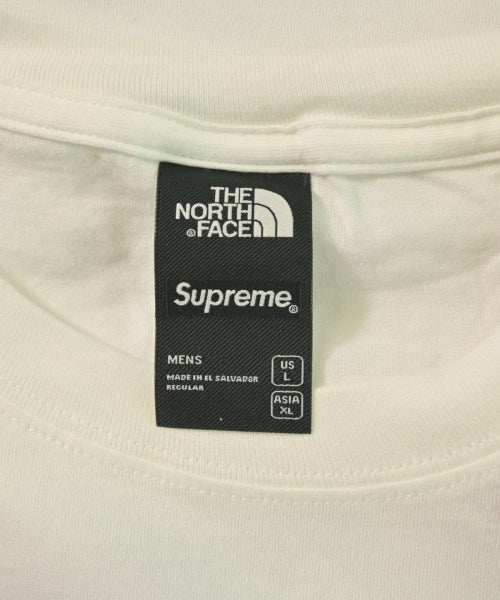 THE
NORTH
®FACE
Supreme®
MENS
MADE IN EL SALVADOR
REGULAR
US
L
ASIA
XL